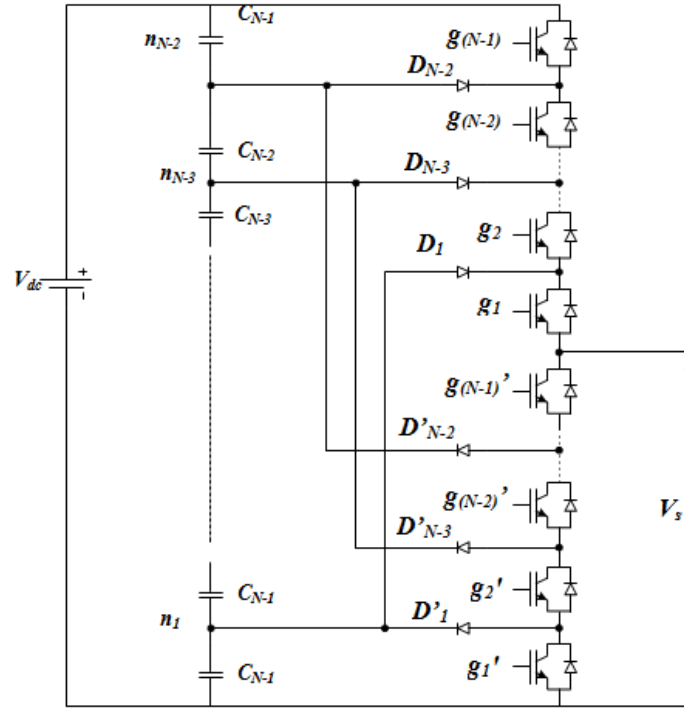 C_{N-1}
n_{N-2}
g_{(N-1)}
D_{N-2}
g_{(N-2)}
C_{N-2}
n_{N-3}
D_{N-3}
C_{N-3}
g_2
D_1
V_{dc}
+
-
g_1
g_{(N-1)}'
D'_{N-2}
g_{(N-2)}'
V_s
D'_{N-3}
C_{N-1}
g_2'
n_1
D'_1
C_{N-1}
g_1'